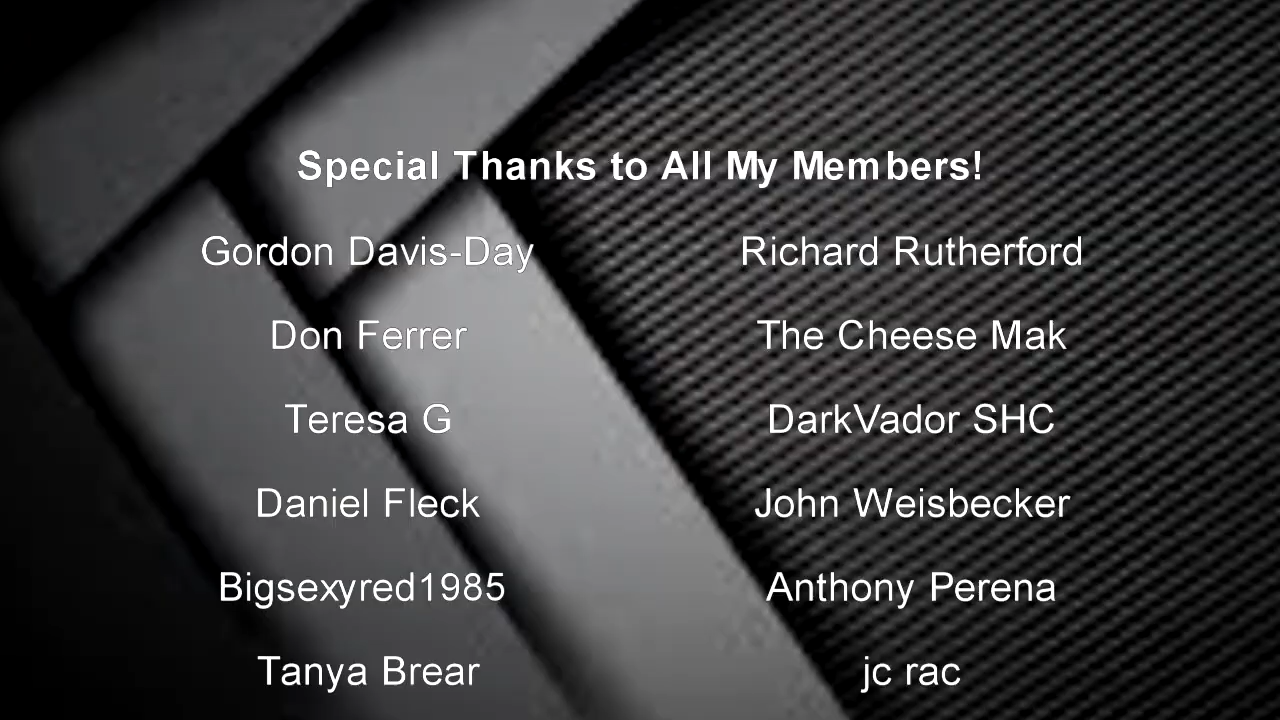 Special Thanks to All My Members!
Gordon Davis-Day Richard Rutherford
Don Ferrer The Cheese Mak
Teresa G DarkVador SHC
Daniel Fleck John Weisbecker
Bigsexyred1985 Anthony Perena
Tanya Brear jc rac